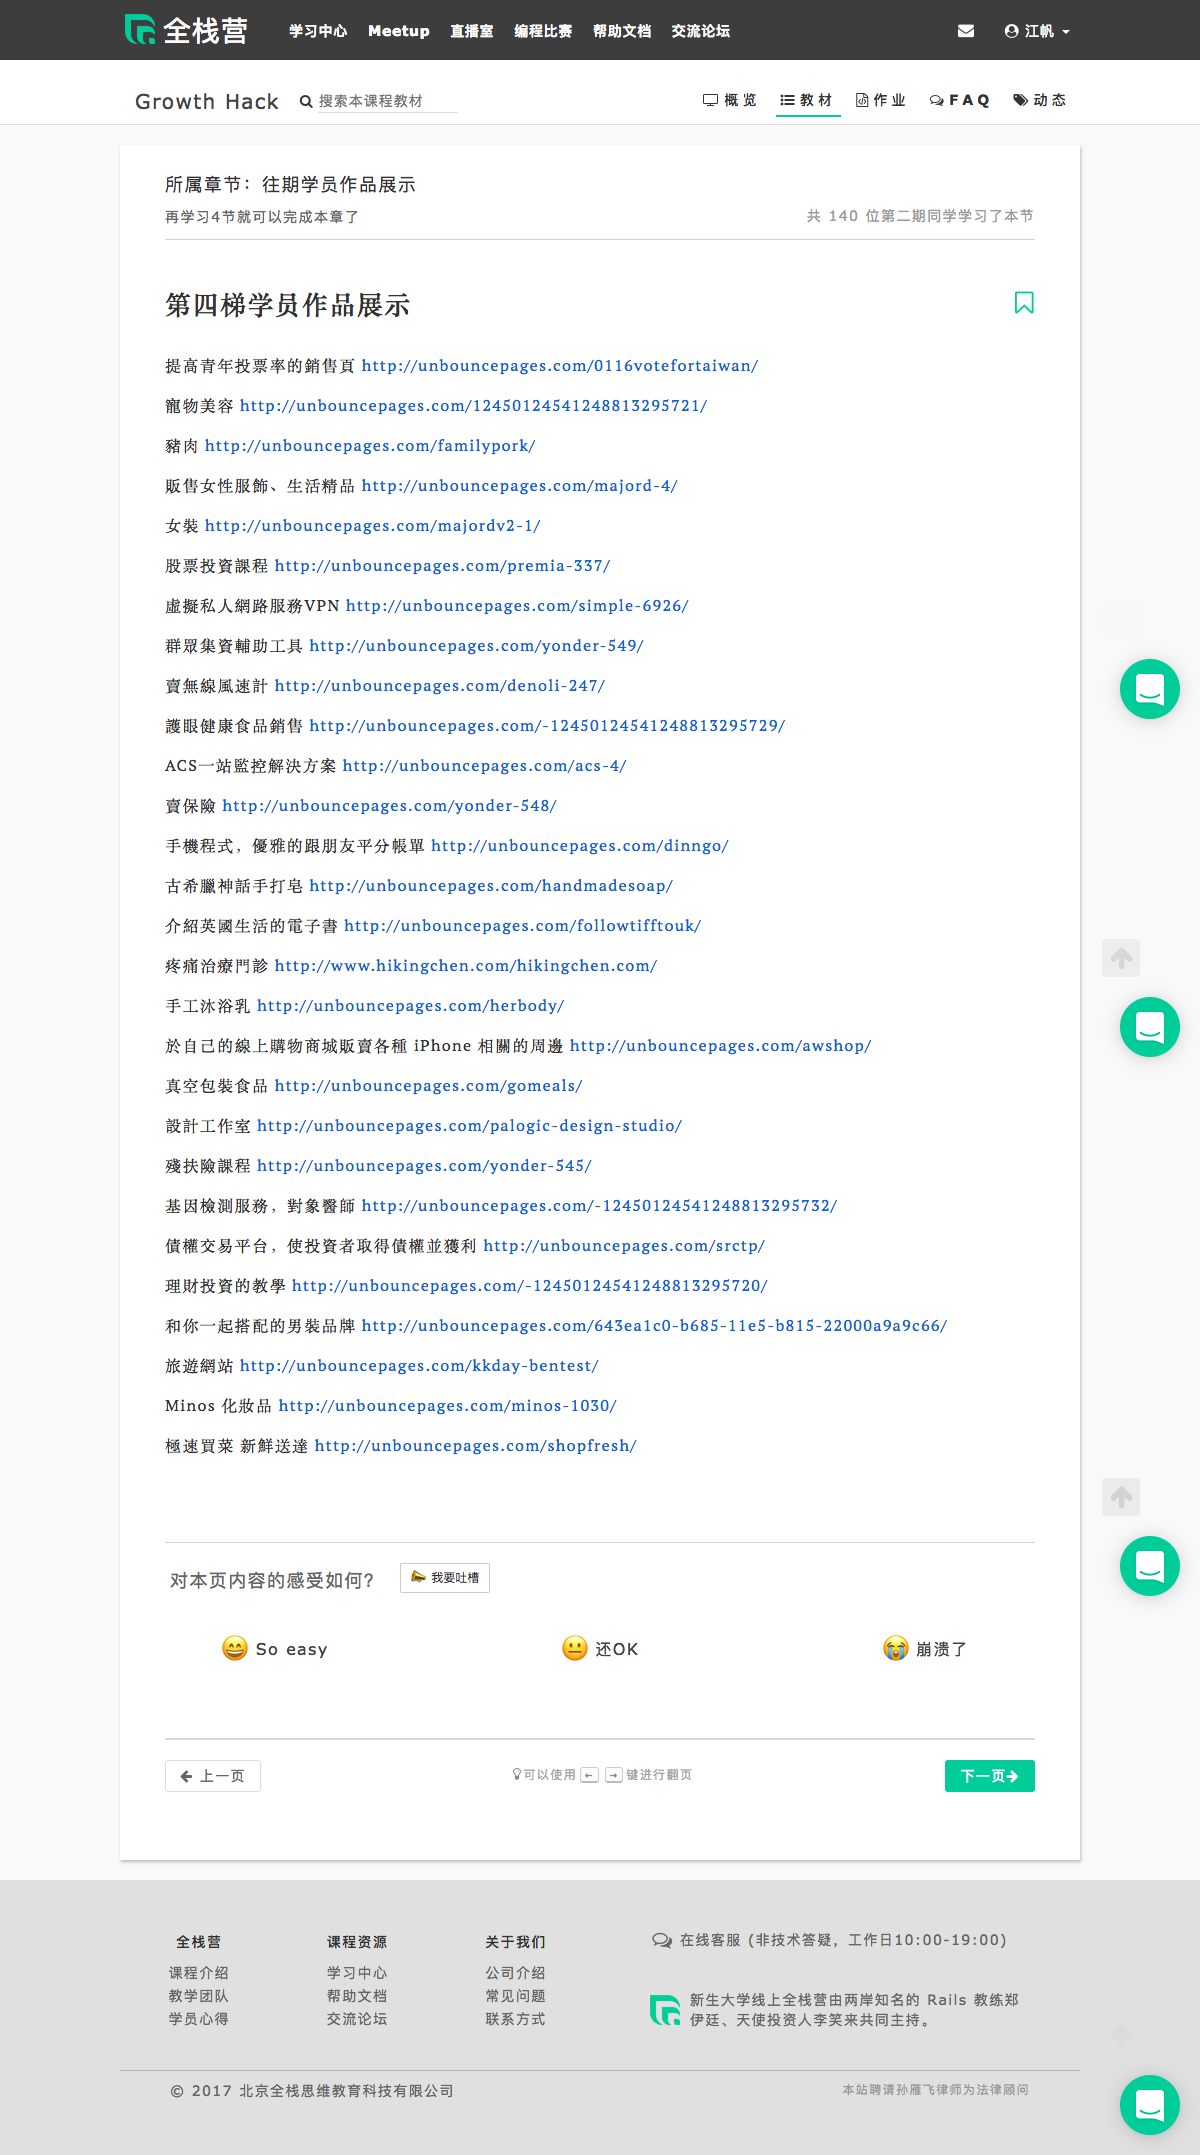 全栈营 学习中心 Meetup 直播室 编程比赛 帮助文档 交流论坛 江帆
Growth Hack 搜索本课程教材 概览 教材 作业 FAQ 动态
所属章节：往期学员作品展示
再学习4节就可以完成本章了 共 140 位第二期同学学习了本节
第四梯学员作品展示
提高青年投票率的銷售頁 http://unbouncepages.com/0116votefortaiwan/
寵物美容 http://unbouncepages.com/12450124541248813295721/
豬肉 http://unbouncepages.com/familypork/
販售女性服飾、生活精品 http://unbouncepages.com/majord-4/
女裝 http://unbouncepages.com/majordv2-1/
股票投資課程 http://unbouncepages.com/premia-337/
虛擬私人網路服務VPN http://unbouncepages.com/simple-6926/
群眾集資輔助工具 http://unbouncepages.com/yonder-549/
賣無線風速計 http://unbouncepages.com/denoli-247/
護眼健康食品銷售 http://unbouncepages.com/-12450124541248813295729/
ACS一站監控解決方案 http://unbouncepages.com/acs-4/
賣保險 http://unbouncepages.com/yonder-548/
手機程式，優雅的跟朋友平分帳單 http://unbouncepages.com/dinngo/
古希臘神話手打皂 http://unbouncepages.com/handmadesoap/
介紹英國生活的電子書 http://unbouncepages.com/followtifftouk/
疼痛治療門診 http://www.hikingchen.com/hikingchen.com/
手工沐浴乳 http://unbouncepages.com/herbody/
於自己的線上購物商城販賣各種 iPhone 相關的周邊 http://unbouncepages.com/awshop/
真空包裝食品 http://unbouncepages.com/gomeals/
設計工作室 http://unbouncepages.com/palogic-design-studio/
殘扶險課程 http://unbouncepages.com/yonder-545/
基因檢測服務，對象醫師 http://unbouncepages.com/-12450124541248813295732/
債權交易平台，使投資者取得債權並獲利 http://unbouncepages.com/srctp/
理財投資的教學 http://unbouncepages.com/-12450124541248813295720/
和你一起搭配的男裝品牌 http://unbouncepages.com/643ea1c0-b685-11e5-b815-22000a9a9c66/
旅遊網站 http://unbouncepages.com/kkday-bentest/
Minos 化妝品 http://unbouncepages.com/minos-1030/
極速買菜 新鮮送達 http://unbouncepages.com/shopfresh/
对本页内容的感受如何? 我要吐槽
So easy 还OK 崩溃了
上一页 可以使用 ← → 键进行翻页 下一页
全栈营 课程资源 关于我们 在线客服 (非技术答疑，工作日10:00-19:00)
课程介绍 学习中心 公司介绍
教学团队 帮助文档 常见问题
学员心得 交流论坛 联系方式
新生大学线上全栈营由两岸知名的 Rails 教练郑
伊廷、天使投资人李笑来共同主持。
© 2017 北京全栈思维教育科技有限公司 本站聘请孙雁飞律师为法律顾问